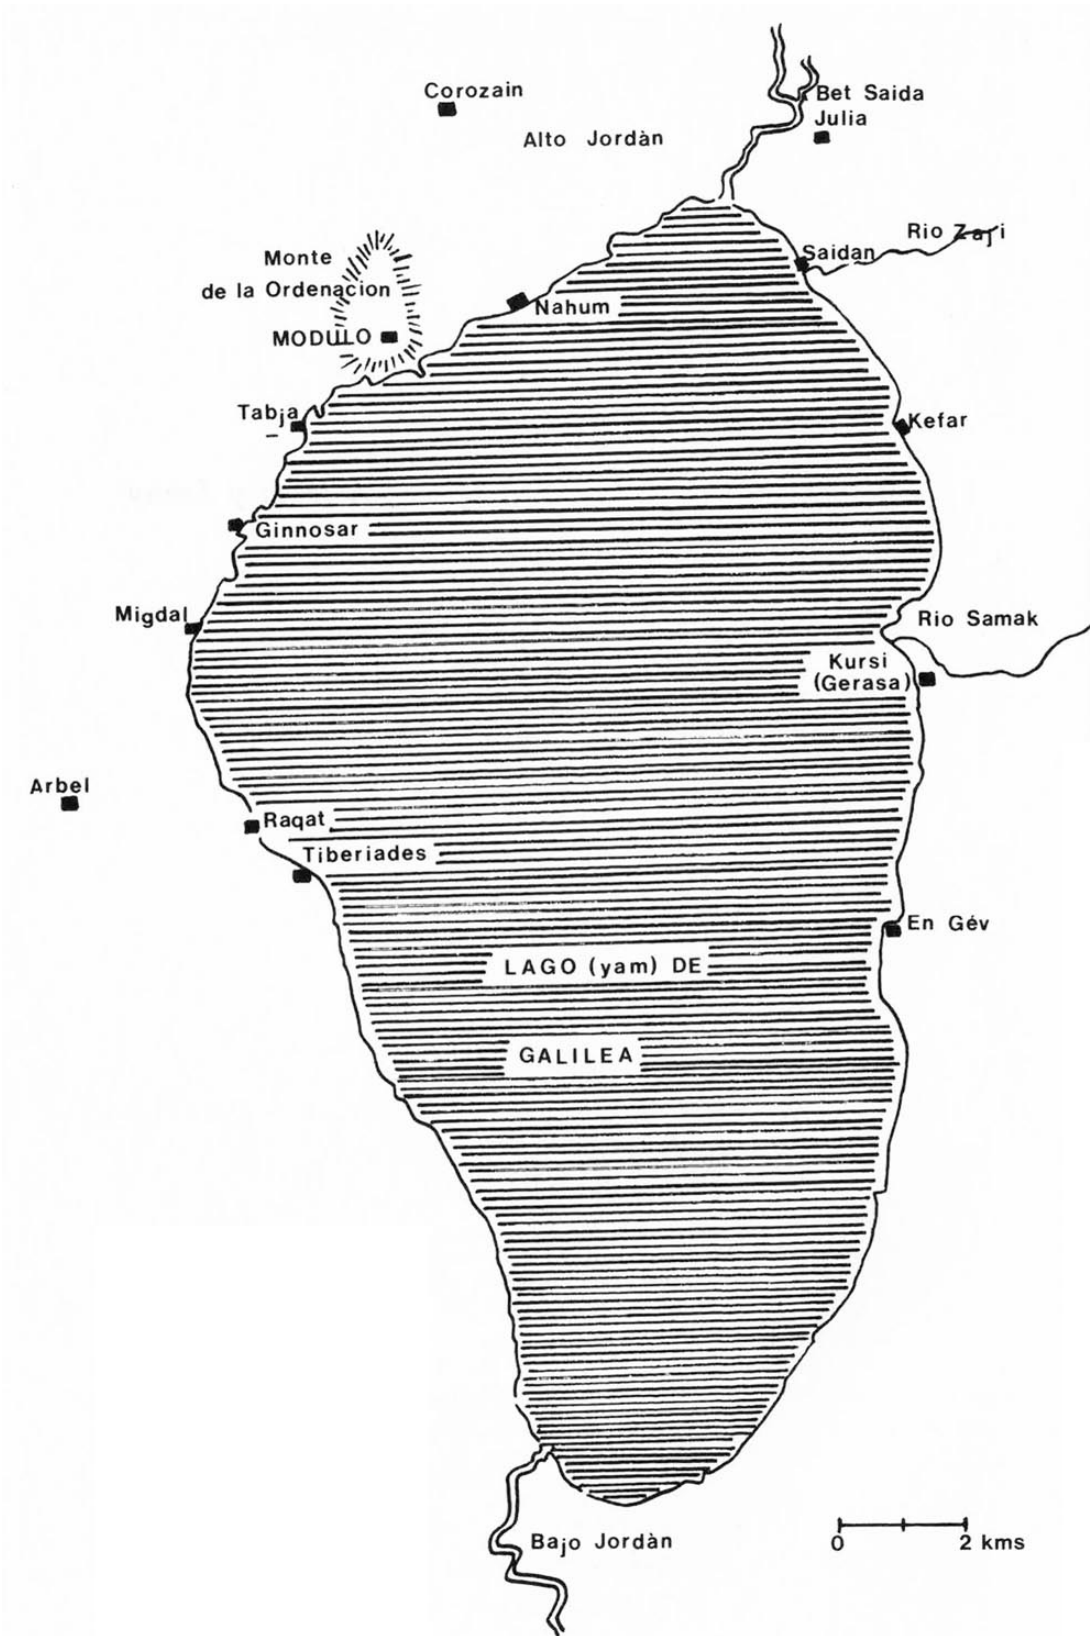 Corozain
Bet Saida
Julia
Alto Jordàn
Rio Zaji
Saidan
Monte
de la Ordenacion
Nahum
MODULO
Tabja
Kefar
Ginnosar
Migdal
Rio Samak
Kursi
(Gerasa)
Arbel
Raqat
Tiberiades
En Gév
LAGO (yam) DE
GALILEA
Bajo Jordàn
0 2 kms